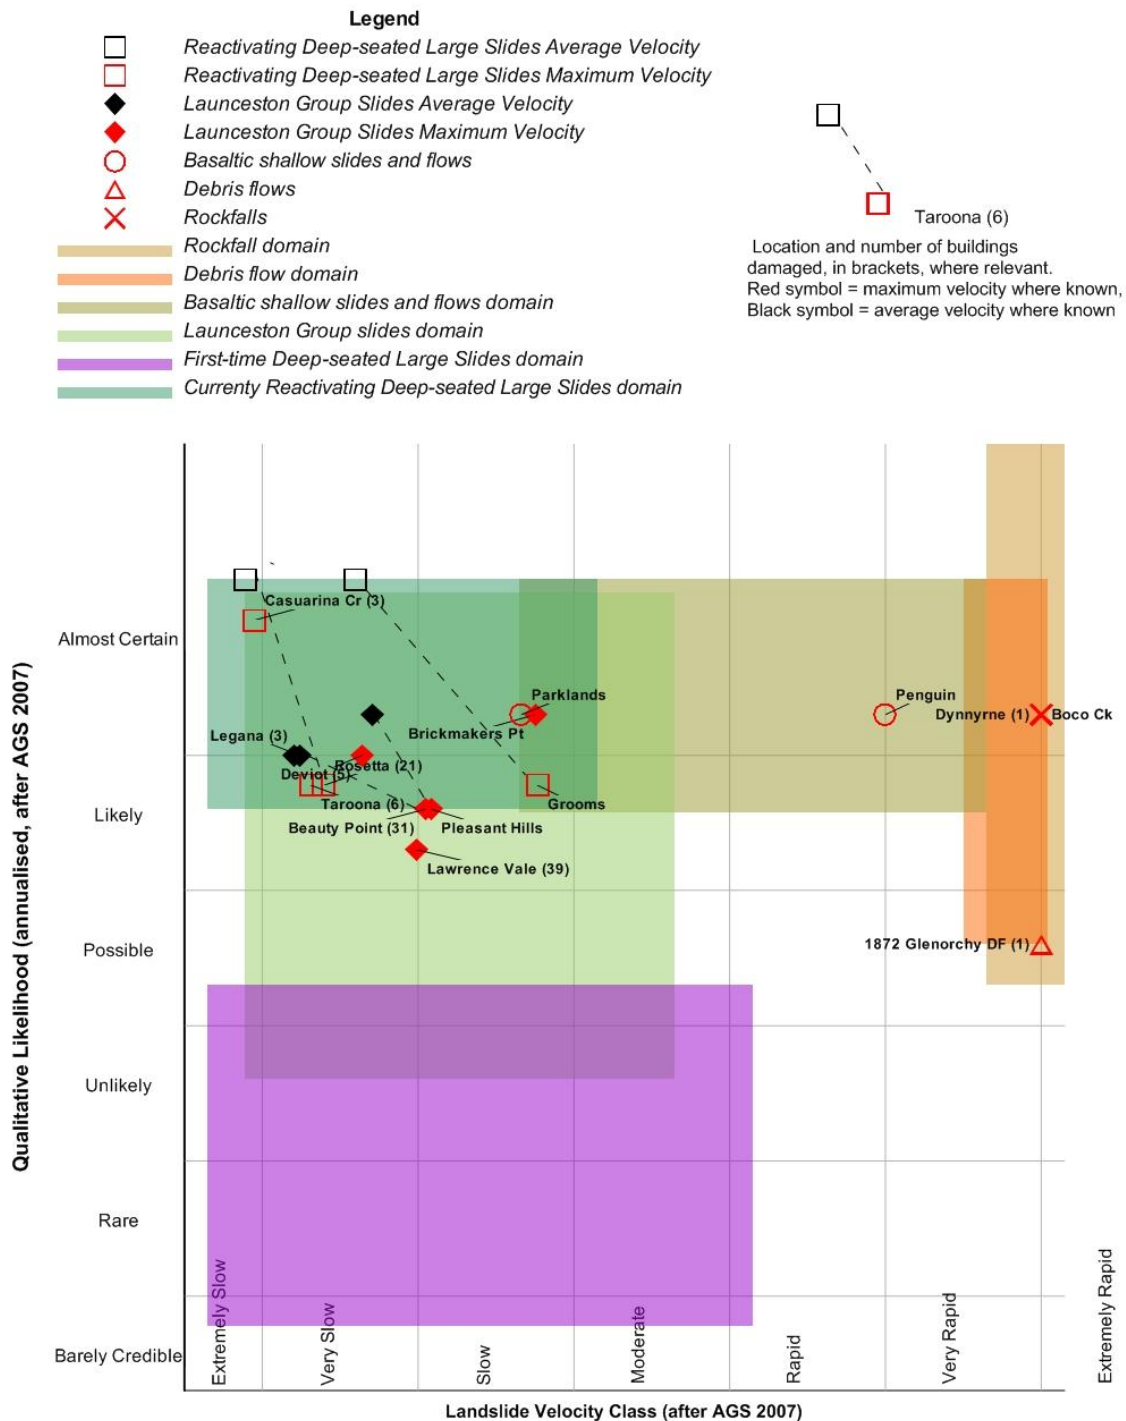 Legend
Reactivating Deep-seated Large Slides Average Velocity
Reactivating Deep-seated Large Slides Maximum Velocity
Launceston Group Slides Average Velocity
Launceston Group Slides Maximum Velocity
Basaltic shallow slides and flows
Debris flows
Rockfalls
Rockfall domain
Debris flow domain
Basaltic shallow slides and flows domain
Launceston Group slides domain
First-time Deep-seated Large Slides domain
Currenty Reactivating Deep-seated Large Slides domain
Taroona (6)
Location and number of buildings
damaged, in brackets, where relevant.
Red symbol = maximum velocity where known,
Black symbol = average velocity where known
Qualitative Likelihood (annualised, after AGS 2007)
Almost Certain
Likely
Possible
Unlikely
Rare
Barely Credible
Casuarina Cr (3)
Parklands
Brickmakers Pt
Penguin
Dynnyrne (1)
Boco Ck
Legana (3)
Rosetta (21)
Deviot (5)
Taroona (6)
Grooms
Beauty Point (31)
Pleasant Hills
Lawrence Vale (39)
1872 Glenorchy DF (1)
Extremely Slow
Very Slow
Slow
Moderate
Rapid
Very Rapid
Extremely Rapid
Landslide Velocity Class (after AGS 2007)